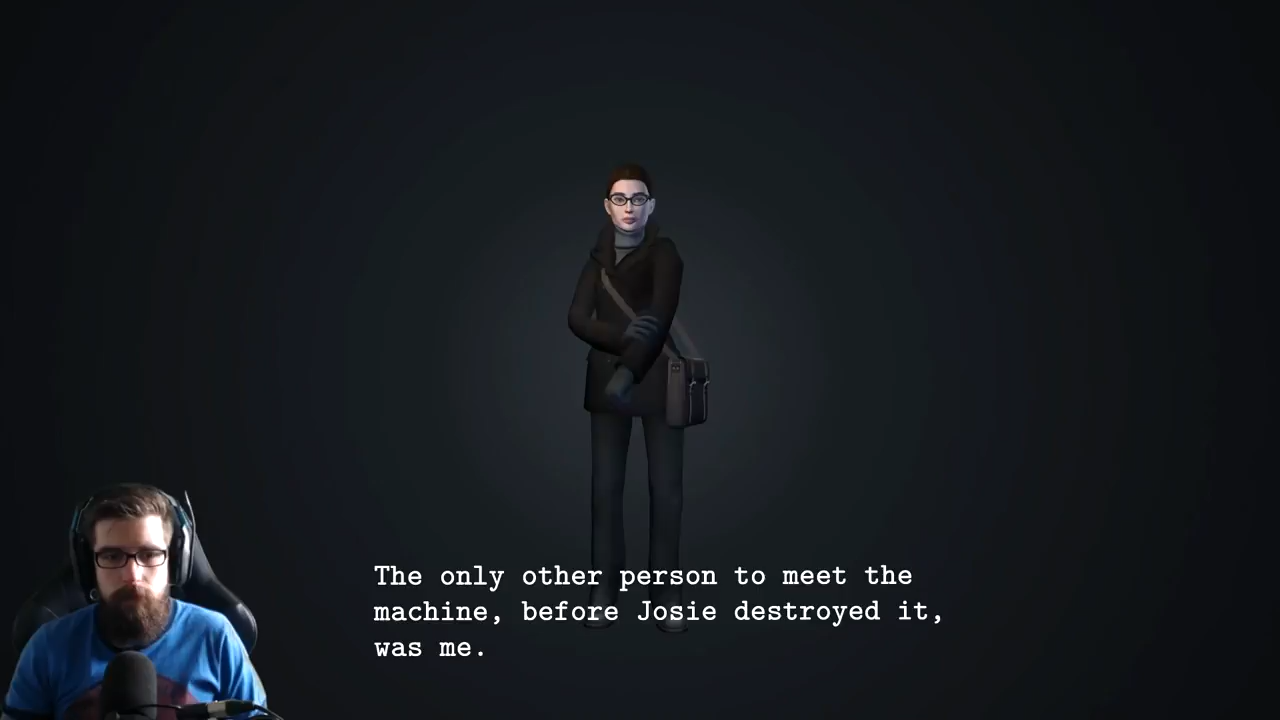 The only other person to meet the
machine, before Josie destroyed it,
was me.